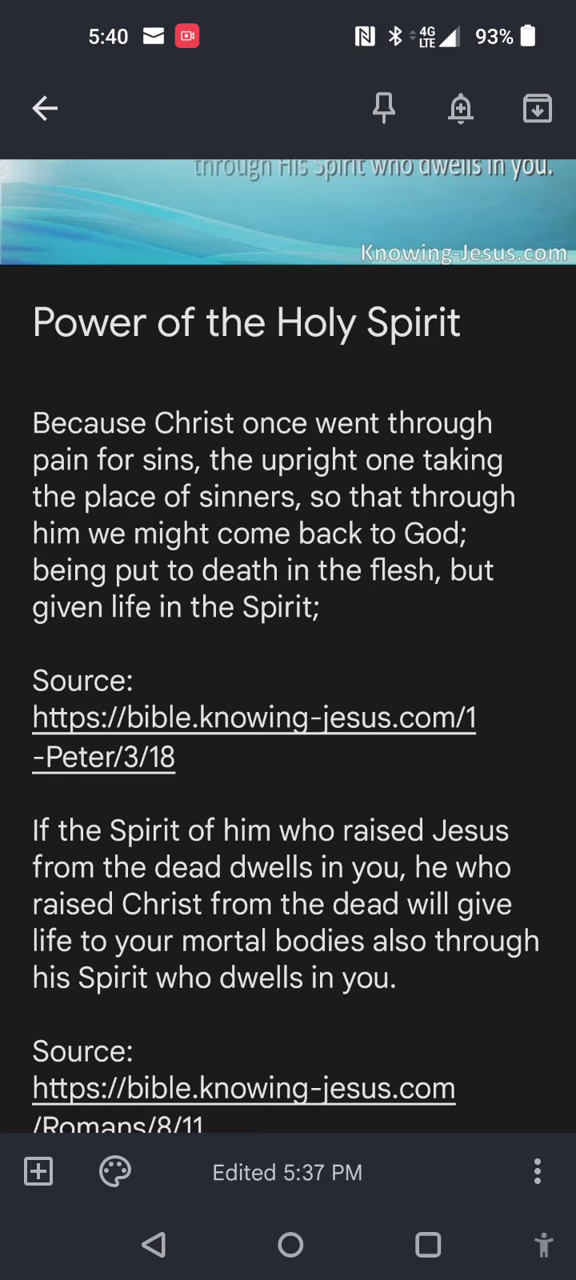 5:40
4G
LTE
93%
through His Spirit who dwells in you.
Knowing-Jesus.com
Power of the Holy Spirit
Because Christ once went through
pain for sins, the upright one taking
the place of sinners, so that through
him we might come back to God;
being put to death in the flesh, but
given life in the Spirit;
Source:
https://bible.knowing-jesus.com/1
-Peter/3/18
If the Spirit of him who raised Jesus
from the dead dwells in you, he who
raised Christ from the dead will give
life to your mortal bodies also through
his Spirit who dwells in you.
Source:
https://bible.knowing-jesus.com
/Romans/8/11
Edited 5:37 PM